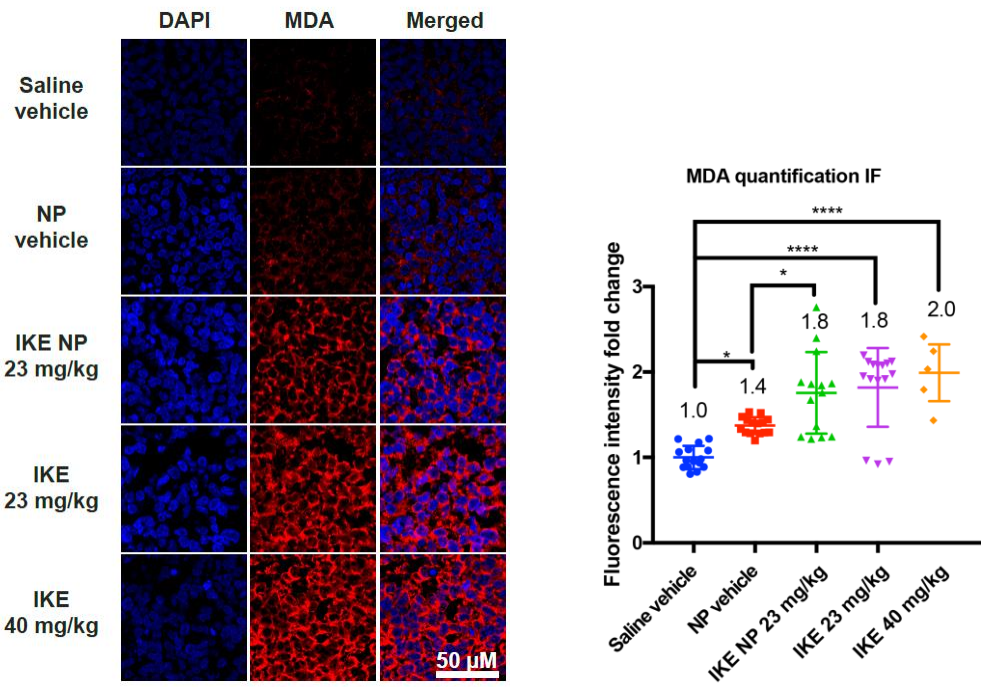 DAPI MDA Merged
Saline
vehicle
NP
vehicle
IKE NP
23 mg/kg
IKE
23 mg/kg
IKE
40 mg/kg
50 µM
MDA quantification IF
****
****
*
*
1.0
1.4
1.8
1.8
2.0
Fluorescence intensity fold change
3
2
1
0
Saline vehicle
NP vehicle
IKE NP 23 mg/kg
IKE 23 mg/kg
IKE 40 mg/kg